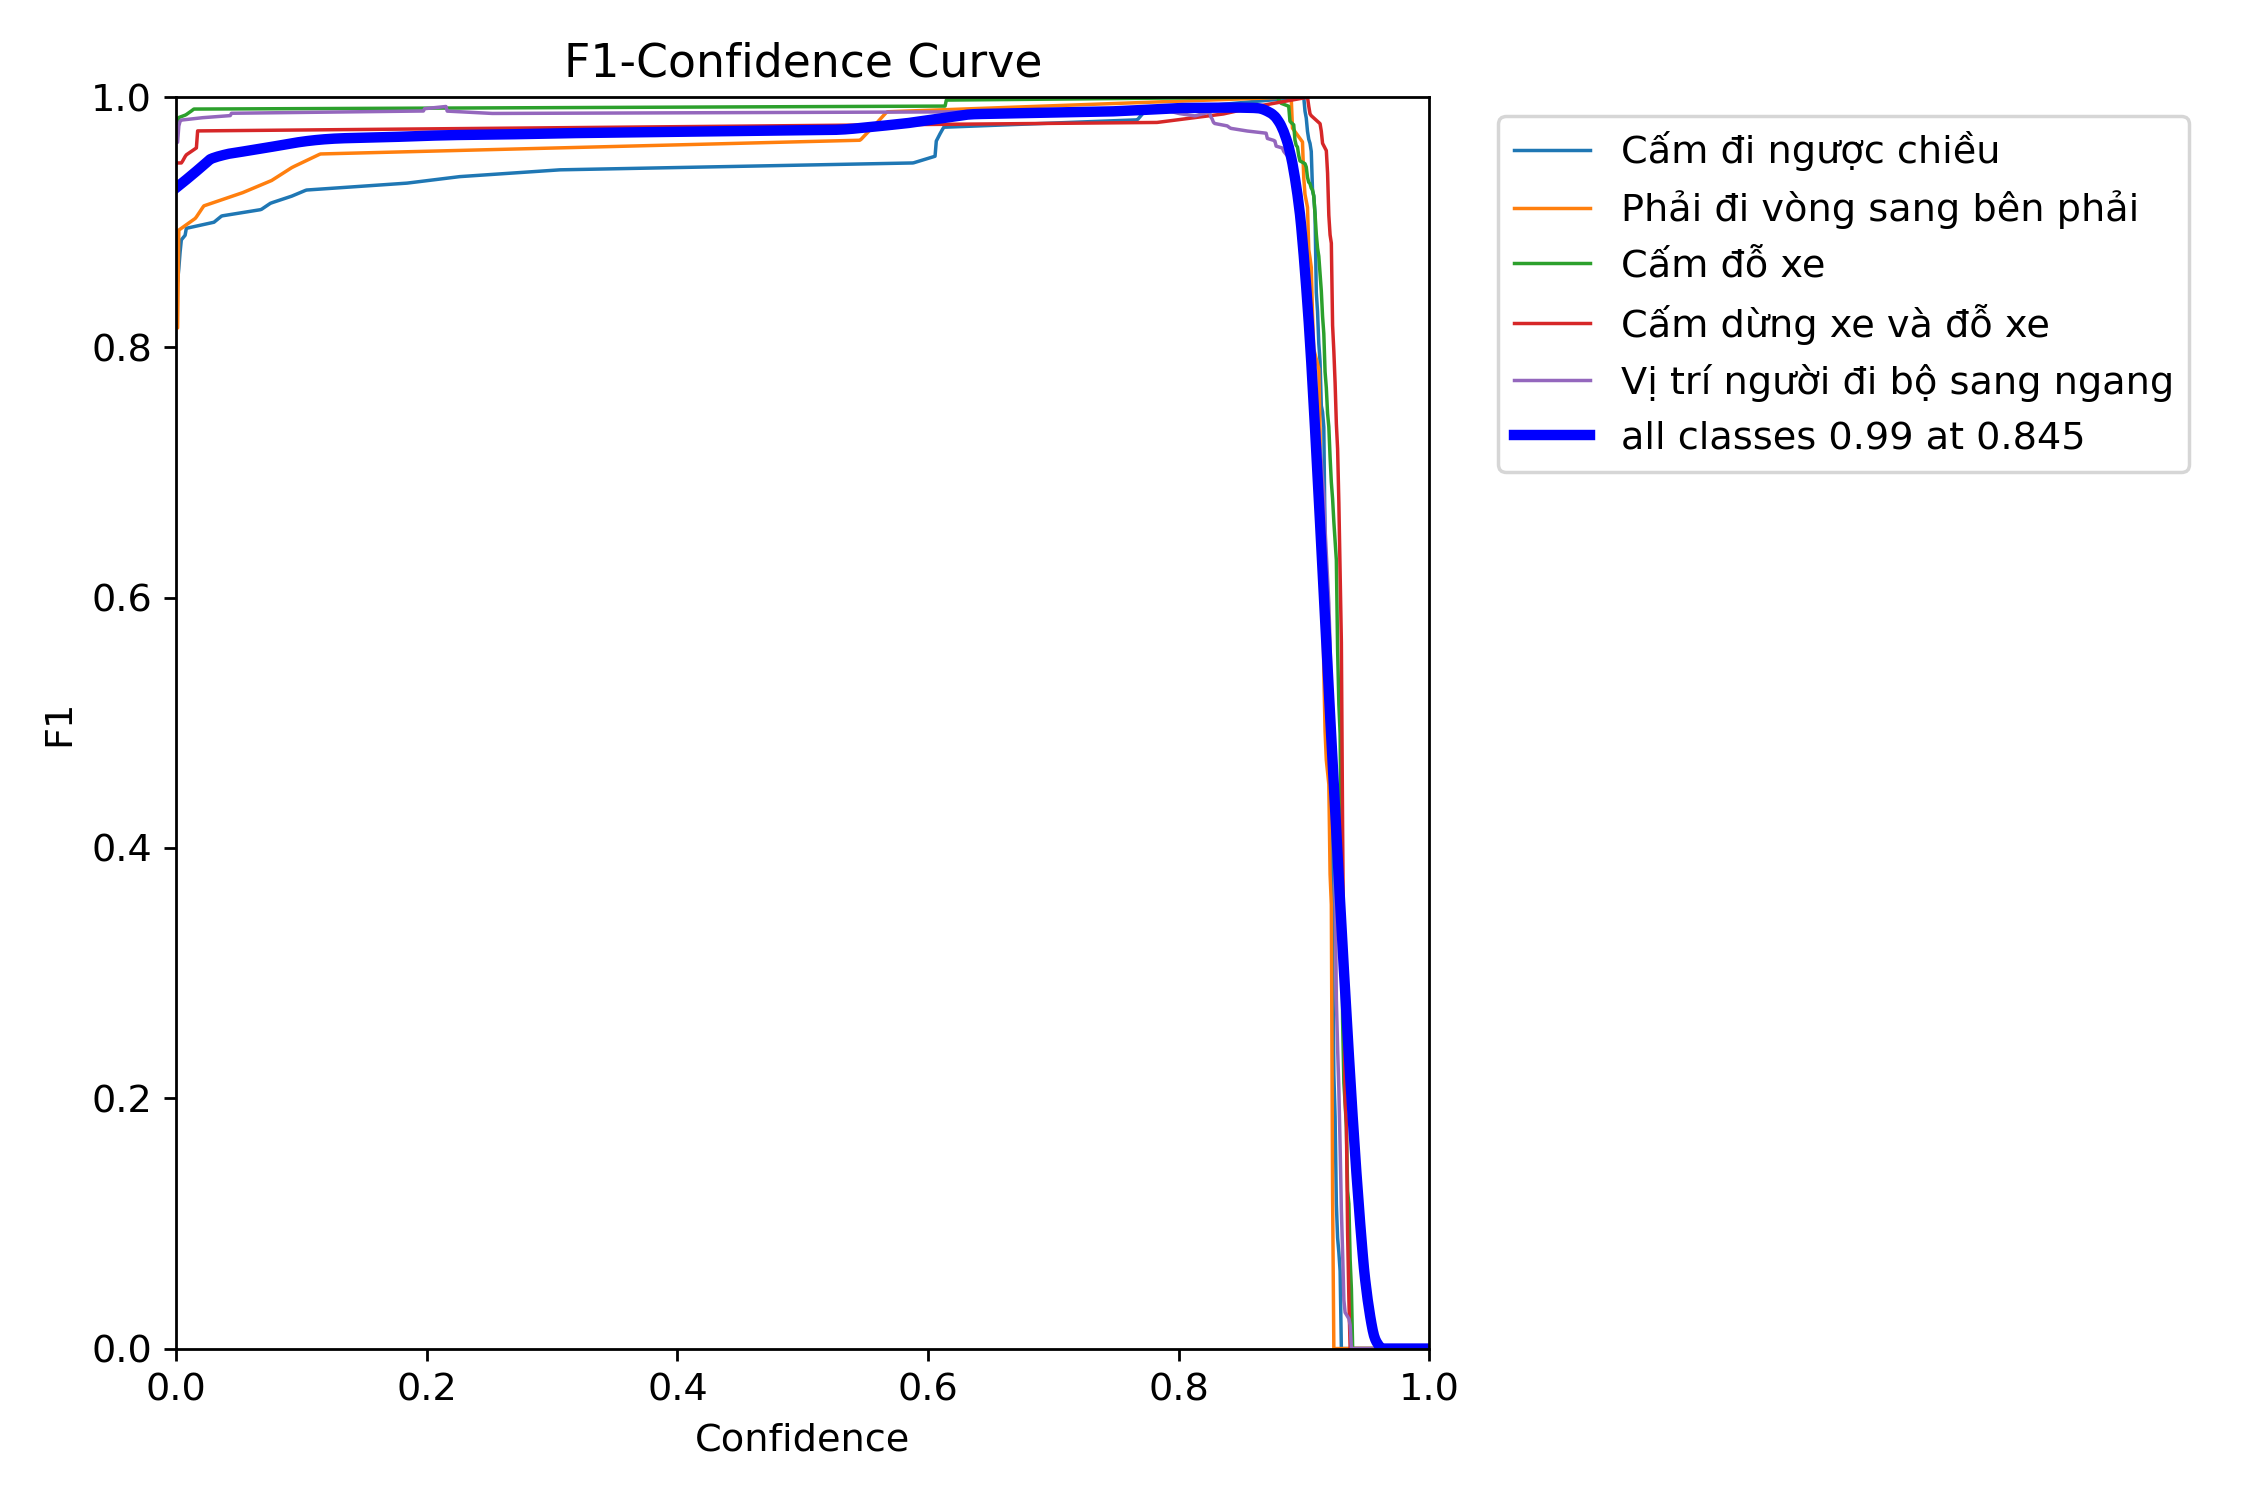 F1-Confidence Curve
1.0
0.8
0.6
0.4
0.2
0.0
F1
0.0 0.2 0.4 0.6 0.8 1.0
Confidence
Cấm đi ngược chiều
Phải đi vòng sang bên phải
Cấm đỗ xe
Cấm dừng xe và đỗ xe
Vị trí người đi bộ sang ngang
all classes 0.99 at 0.845